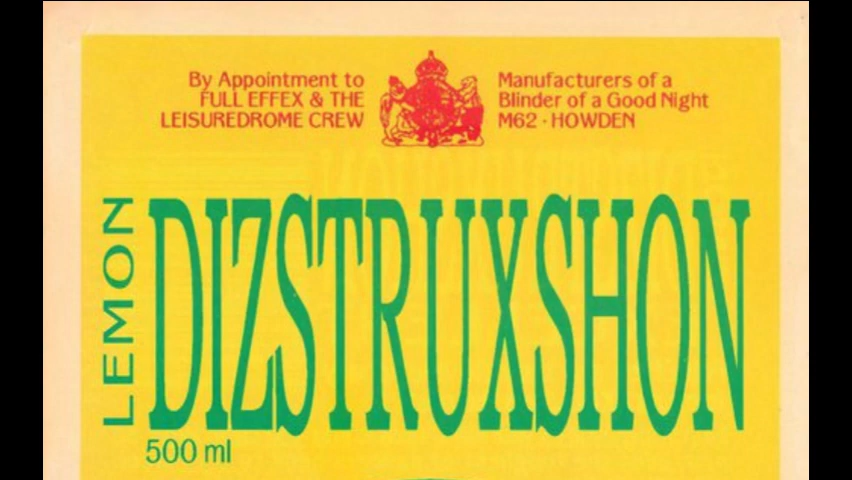 By Appointment to
FULL EFFEX & THE
LEISUREDROME CREW
Manufacturers of a
Blinder of a Good Night
M62 · HOWDEN
LEMON
DIZSTRUXSHON
500 ml